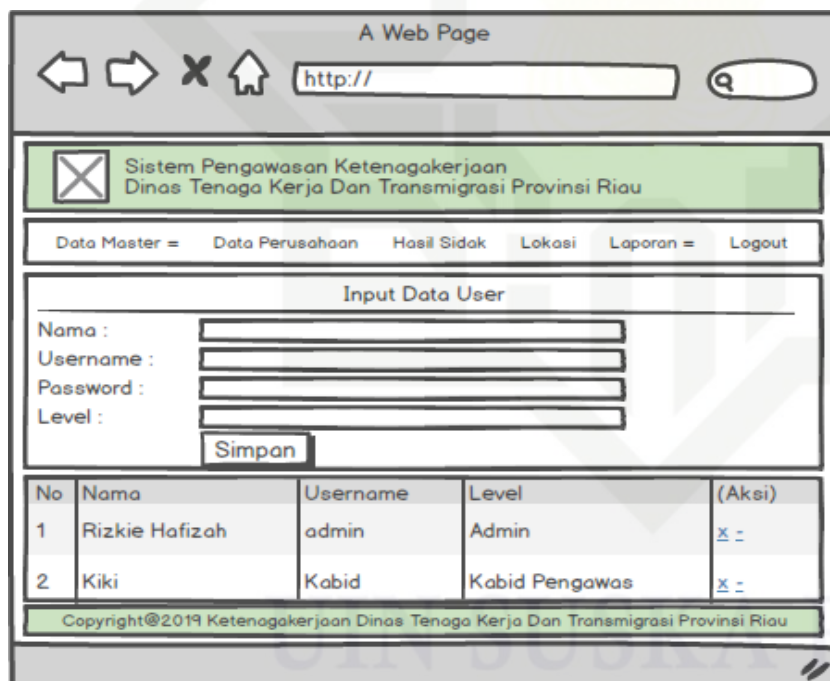 A Web Page
http://
Sistem Pengawasan Ketenagakerjaan
Dinas Tenaga Kerja Dan Transmigrasi Provinsi Riau
Data Master = Data Perusahaan Hasil Sidak Lokasi Laporan = Logout
Input Data User
Nama :
Username :
Password :
Level :
Simpan
No Nama Username Level (Aksi)
1 Rizkie Hafizah admin Admin x -
2 Kiki Kabid Kabid Pengawas x -
Copyright@2019 Ketenagakerjaan Dinas Tenaga Kerja Dan Transmigrasi Provinsi Riau
UIN SUSKA